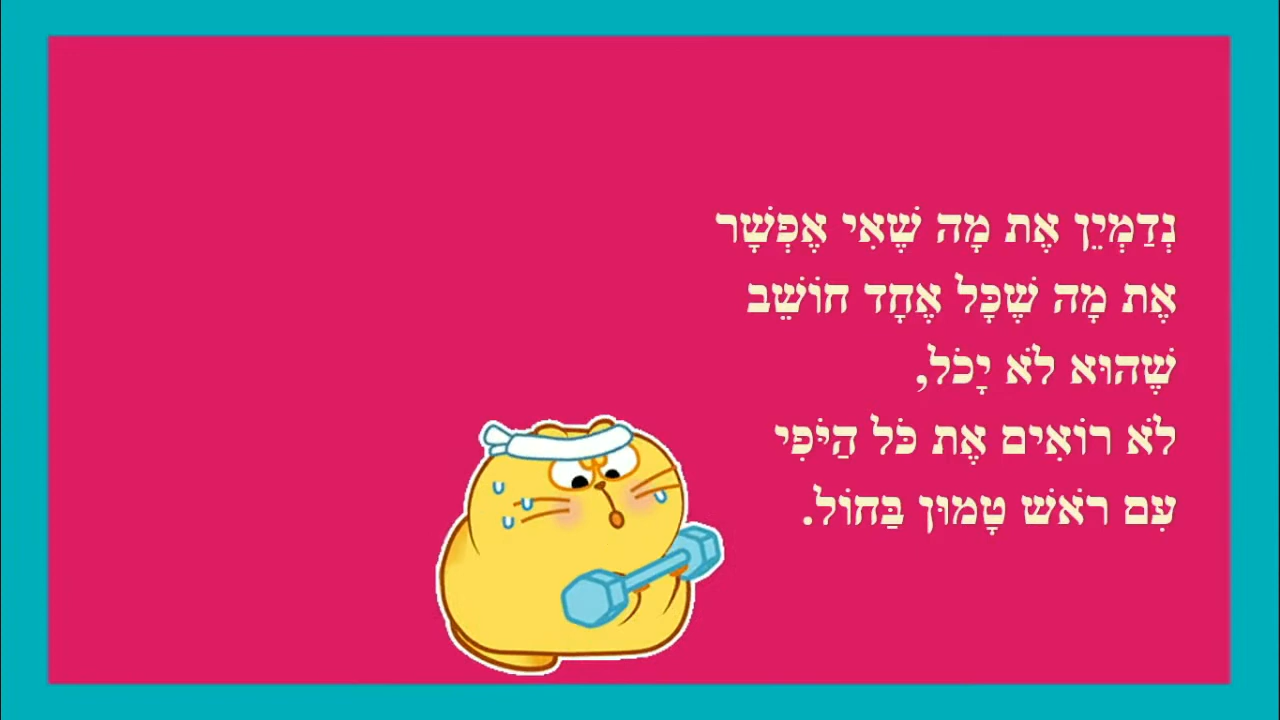 נְדַמְיֵן אֶת מָה שֶׁאִי אֶפְשָׁר
אֶת מָה שֶׁכָּל אֶחָד חוֹשֵׁב
שֶׁהוּא לֹא יָכֹל,
לֹא רוֹאִים אֶת כֹּל הַיֹּפִי
עִם רֹאשׁ טָמוּן בַּחוֹל.